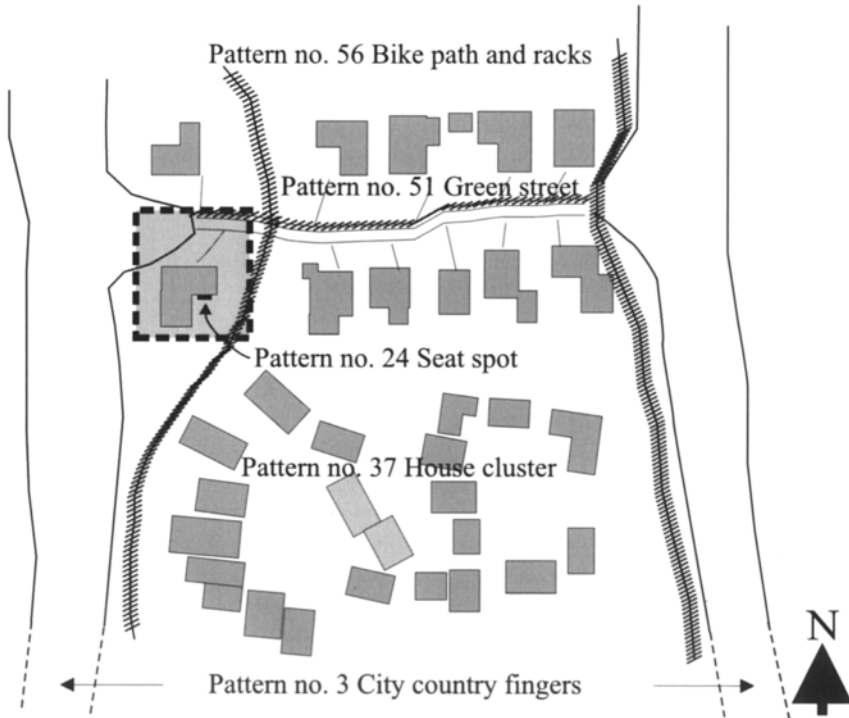 Pattern no. 56 Bike path and racks
Pattern no. 51 Green street
Pattern no. 24 Seat spot
Pattern no. 37 House cluster
N
Pattern no. 3 City country fingers